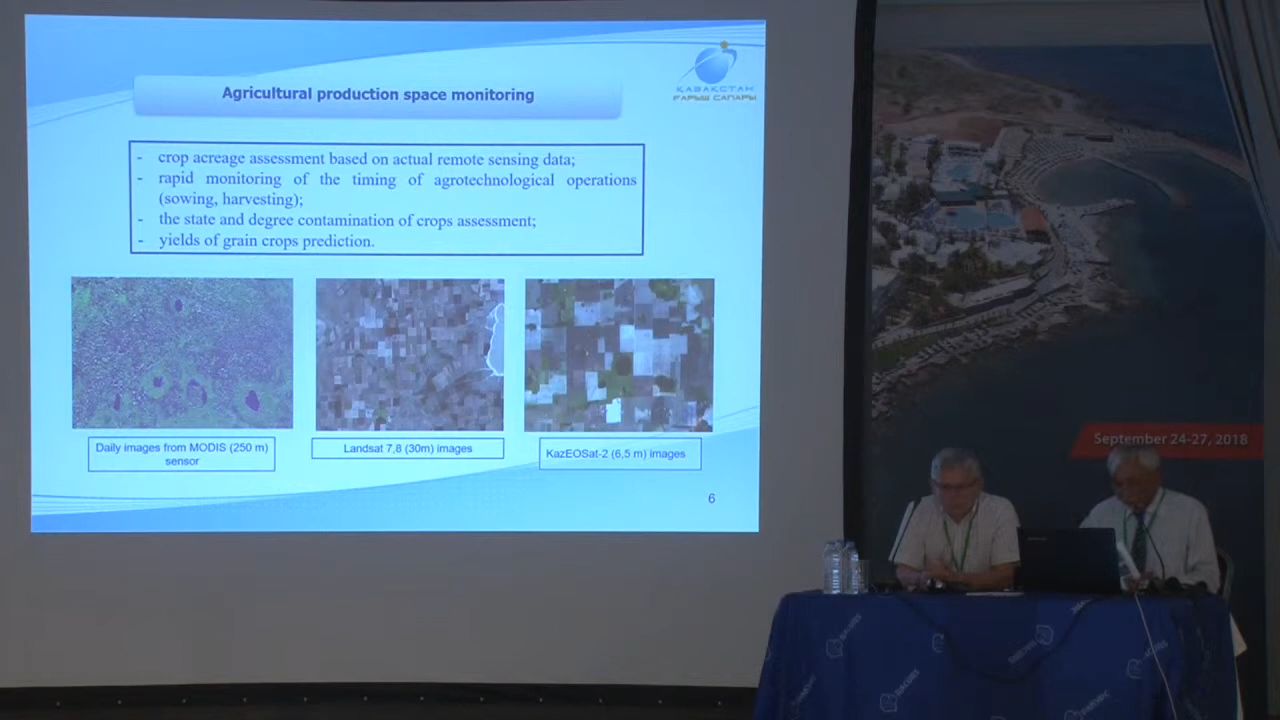 Agricultural production space monitoring
ҚАЗАҚСТАН
ҒАРЫШ САПАРЫ
- crop acreage assessment based on actual remote sensing data;
- rapid monitoring of the timing of agrotechnological operations
(sowing, harvesting);
- the state and degree contamination of crops assessment;
- yields of grain crops prediction.
Daily images from MODIS (250 m)
sensor
Landsat 7,8 (30m) images
KazEOSat-2 (6,5 m) images
6
September 24-27, 2018
RACURS
RACURS